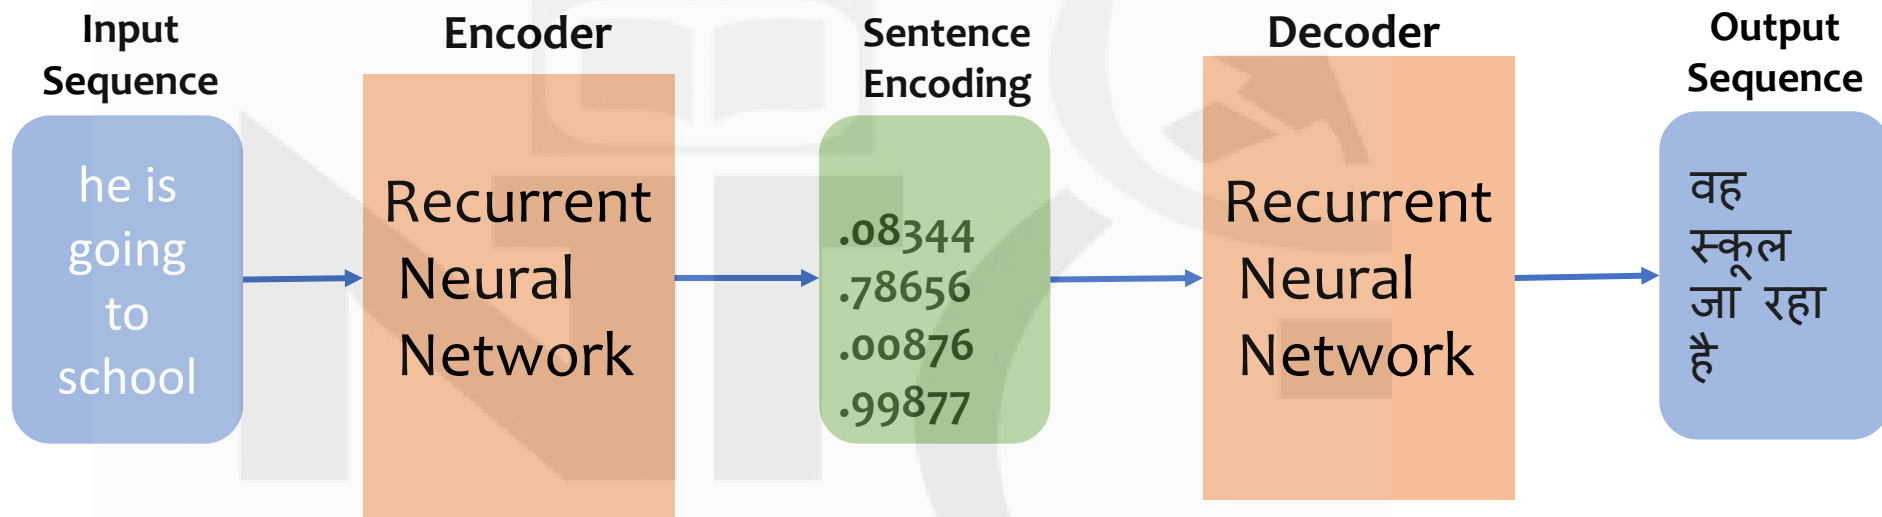 Input
Sequence
he is
going
to
school
Encoder
Recurrent
Neural
Network
Sentence
Encoding
.08344
.78656
.00876
.99877
Decoder
Recurrent
Neural
Network
Output
Sequence
वह
स्कूल
जा रहा
है